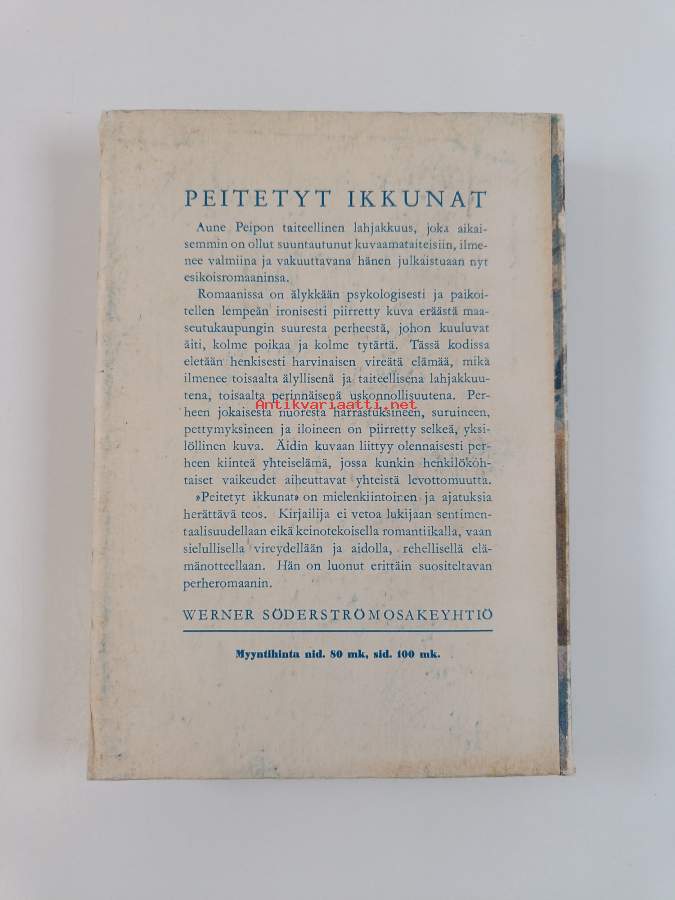 PEITETYT IKKUNAT
Aune Peipon taiteellinen lahjakkuus, joka aikai-
semmin on ollut suuntautunut kuvaamataiteisiin, ilme-
nee valmiina ja vakuuttavana hänen julkaistuaan nyt
esikoisromaaninsa.
Romaanissa on älykkään psykologisesti ja paikoi-
tellen lempeän ironisesti piirretty kuva eräästä maa-
seutukaupungin suuresta perheestä, johon kuuluvat
äiti, kolme poikaa ja kolme tytärtä. Tässä kodissa
eletään henkisesti harvinaisen vireätä elämää, mikä
ilmenee toisaalta älyllisenä ja taiteellisena lahjakkuu-
tena, toisaalta perinnäisenä uskonnollisuutena. Per-
Antikvariaatti.net
heen jokaisesta nuoresta harrastuksineen, suruineen,
pettymyksineen ja iloineen on piirretty selkeä, yksi-
löllinen kuva. Äidin kuvaan liittyy olennaisesti per-
heen kiinteä yhteiselämä, jossa kunkin henkilökoh-
taiset vaikeudet aiheuttavat yhteistä levottomuutta.
»Peitetyt ikkunat» on mielenkiintoinen ja ajatuksia
herättävä teos. Kirjailija ei vetoa lukijaan sentimen-
taalisuudellaan eikä keinotekoisella romantiikalla, vaan
sielullisella vireydellään ja aidolla, rehellisellä elä-
mänotteellaan. Hän on luonut erittäin suositeltavan
perheromaanin.
WERNER SÖDERSTRÖM OSAKEYHTIÖ
Myyntihinta nid. 80 mk, sid. 100 mk.